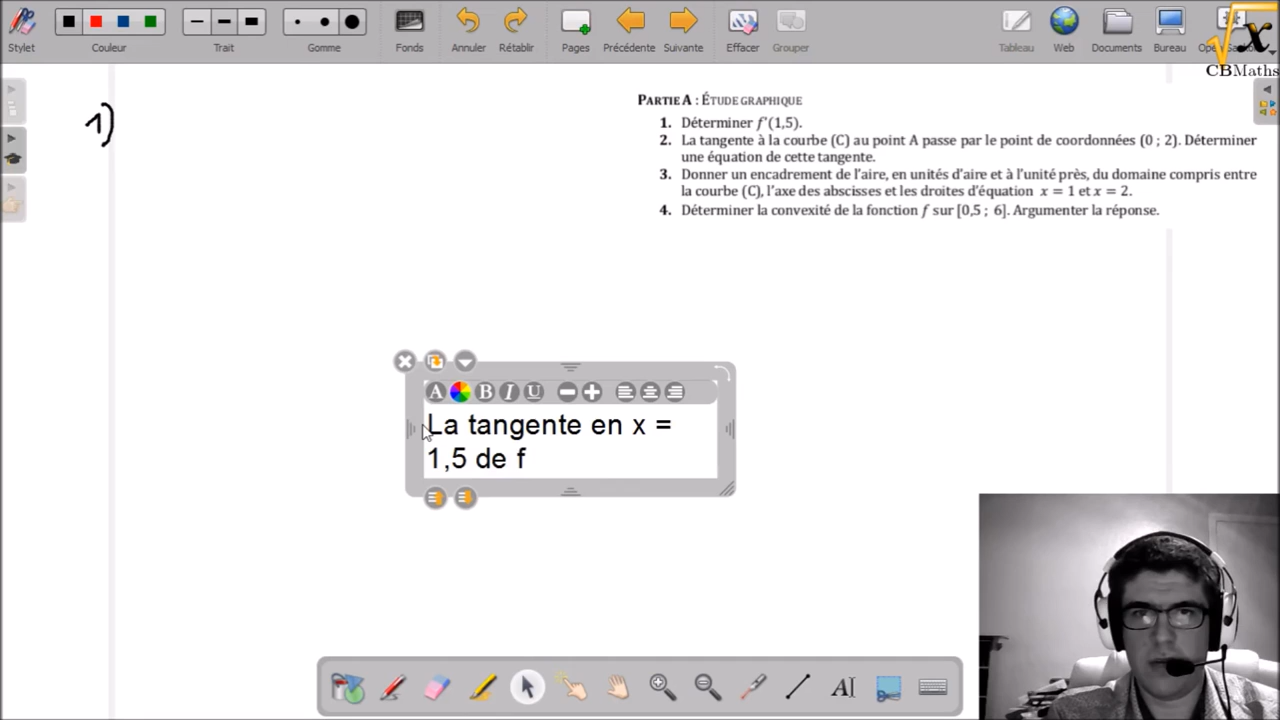 Stylet
Couleur
Trait
Gomme
Fonds
Annuler
Rétablir
Pages
Précédente
Suivante
Effacer
Grouper
Tableau
Web
Documents
Bureau
CBMaths
1)
PARTIE A : ÉTUDE GRAPHIQUE
1. Déterminer f'(1,5).
2. La tangente à la courbe (C) au point A passe par le point de coordonnées (0 ; 2). Déterminer
une équation de cette tangente.
3. Donner un encadrement de l'aire, en unités d'aire et à l'unité près, du domaine compris entre
la courbe (C), l'axe des abscisses et les droites d'équation x = 1 et x = 2.
4. Déterminer la convexité de la fonction f sur [0,5 ; 6]. Argumenter la réponse.
A B I U
La tangente en x =
1,5 de f
AI